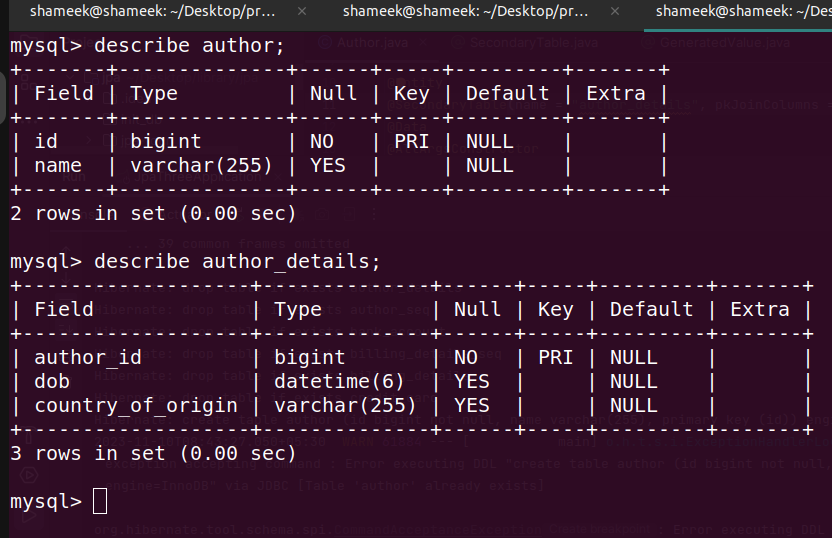 shameek@shameek: ~/Desktop/pr... × shameek@shameek: ~/Desktop/pr... × shameek@shameek: ~/Des
mysql> describe author;
+-------+--------------+------+-----+---------+-------+
| Field | Type         | Null | Key | Default | Extra |
+-------+--------------+------+-----+---------+-------+
| id    | bigint       | NO   | PRI | NULL    |       |
| name  | varchar(255) | YES  |     | NULL    |       |
+-------+--------------+------+-----+---------+-------+
2 rows in set (0.00 sec)
mysql> describe author_details;
+-------------------+--------------+------+-----+---------+-------+
| Field             | Type         | Null | Key | Default | Extra |
+-------------------+--------------+------+-----+---------+-------+
| author_id         | bigint       | NO   | PRI | NULL    |       |
| dob               | datetime(6)  | YES  |     | NULL    |       |
| country_of_origin | varchar(255) | YES  |     | NULL    |       |
+-------------------+--------------+------+-----+---------+-------+
3 rows in set (0.00 sec)
mysql>